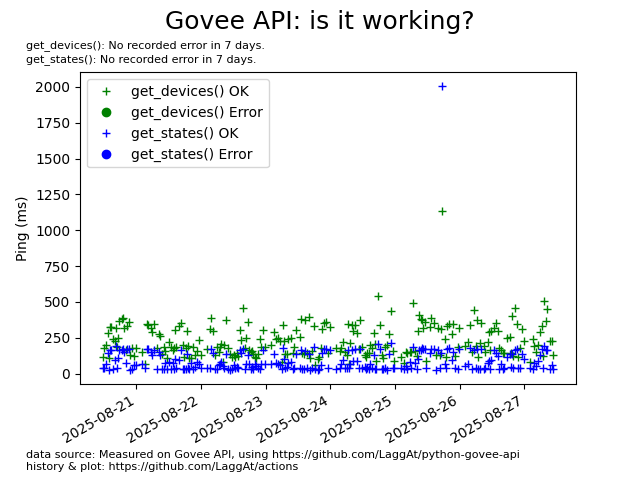 Govee API: is it working?
get_devices(): No recorded error in 7 days.
get_states(): No recorded error in 7 days.
get_devices() OK
get_devices() Error
get_states() OK
get_states() Error
Ping (ms)
2000
1750
1500
1250
1000
750
500
250
0
2025-08-21
2025-08-22
2025-08-23
2025-08-24
2025-08-25
2025-08-26
2025-08-27
data source: Measured on Govee API, using https://github.com/LaggAt/python-govee-api
history & plot: https://github.com/LaggAt/actions